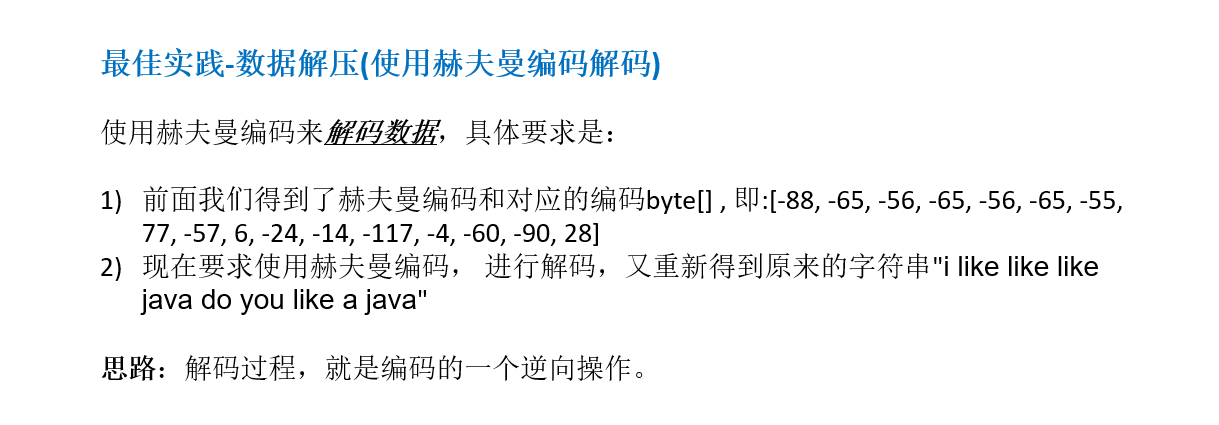 最佳实践-数据解压(使用赫夫曼编码解码)
使用赫夫曼编码来解码数据，具体要求是：
1) 前面我们得到了赫夫曼编码和对应的编码byte[] , 即:[-88, -65, -56, -65, -56, -65, -55,
77, -57, 6, -24, -14, -117, -4, -60, -90, 28]
2) 现在要求使用赫夫曼编码， 进行解码，又重新得到原来的字符串"i like like like
java do you like a java"
思路：解码过程，就是编码的一个逆向操作。